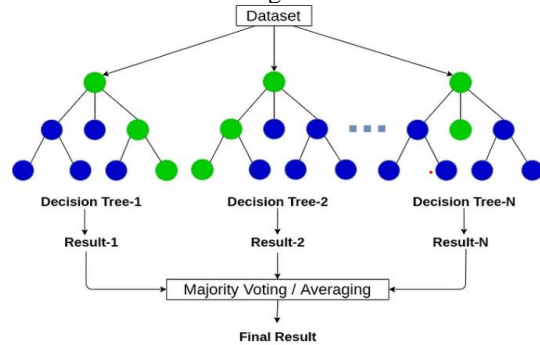 Dataset
Decision Tree-1
Decision Tree-2
Decision Tree-N
Result-1
Result-2
Result-N
Majority Voting / Averaging
Final Result